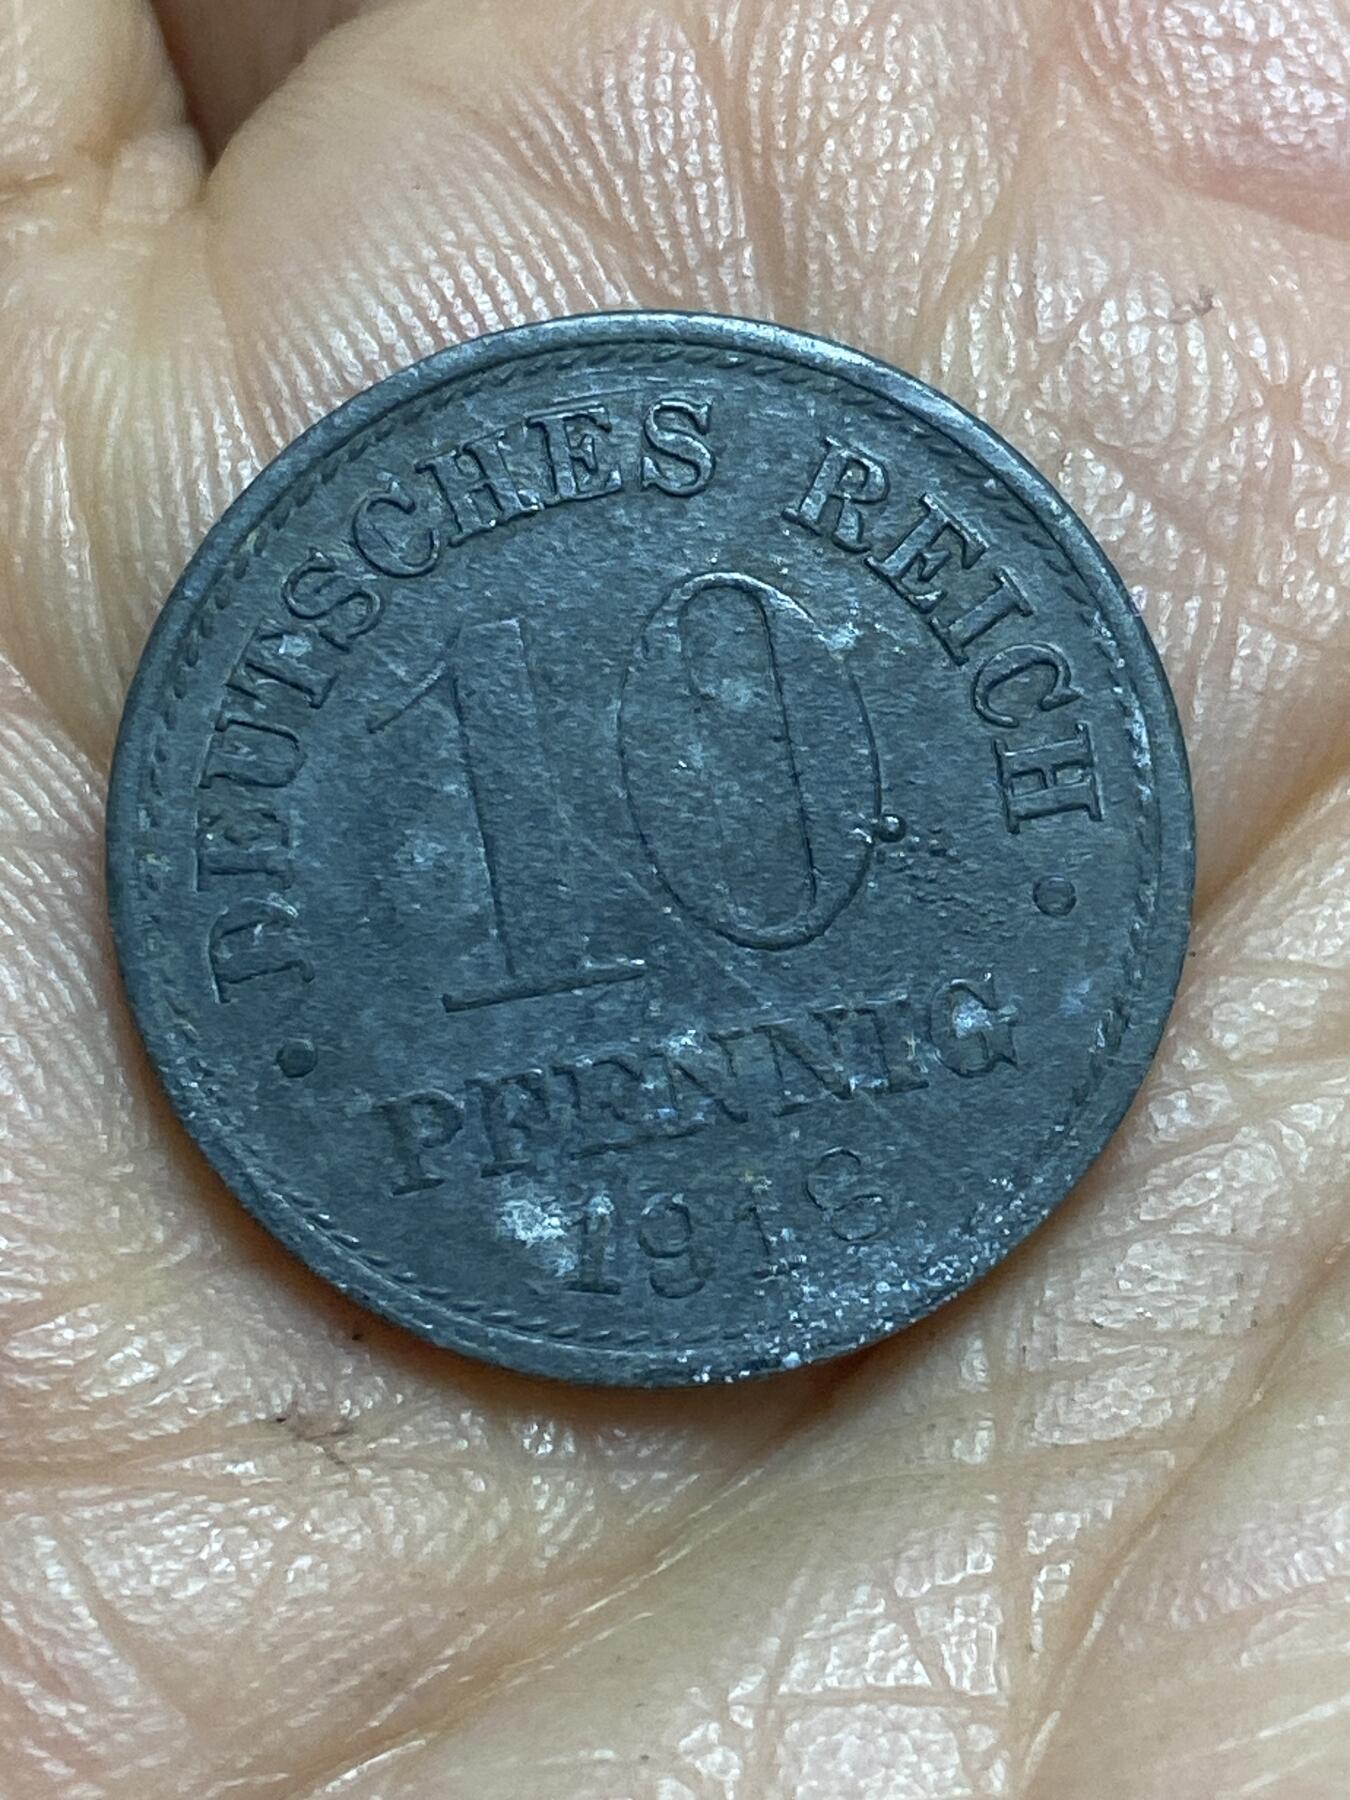 DEUTSCHES REICH
10
PFENNIG
1918